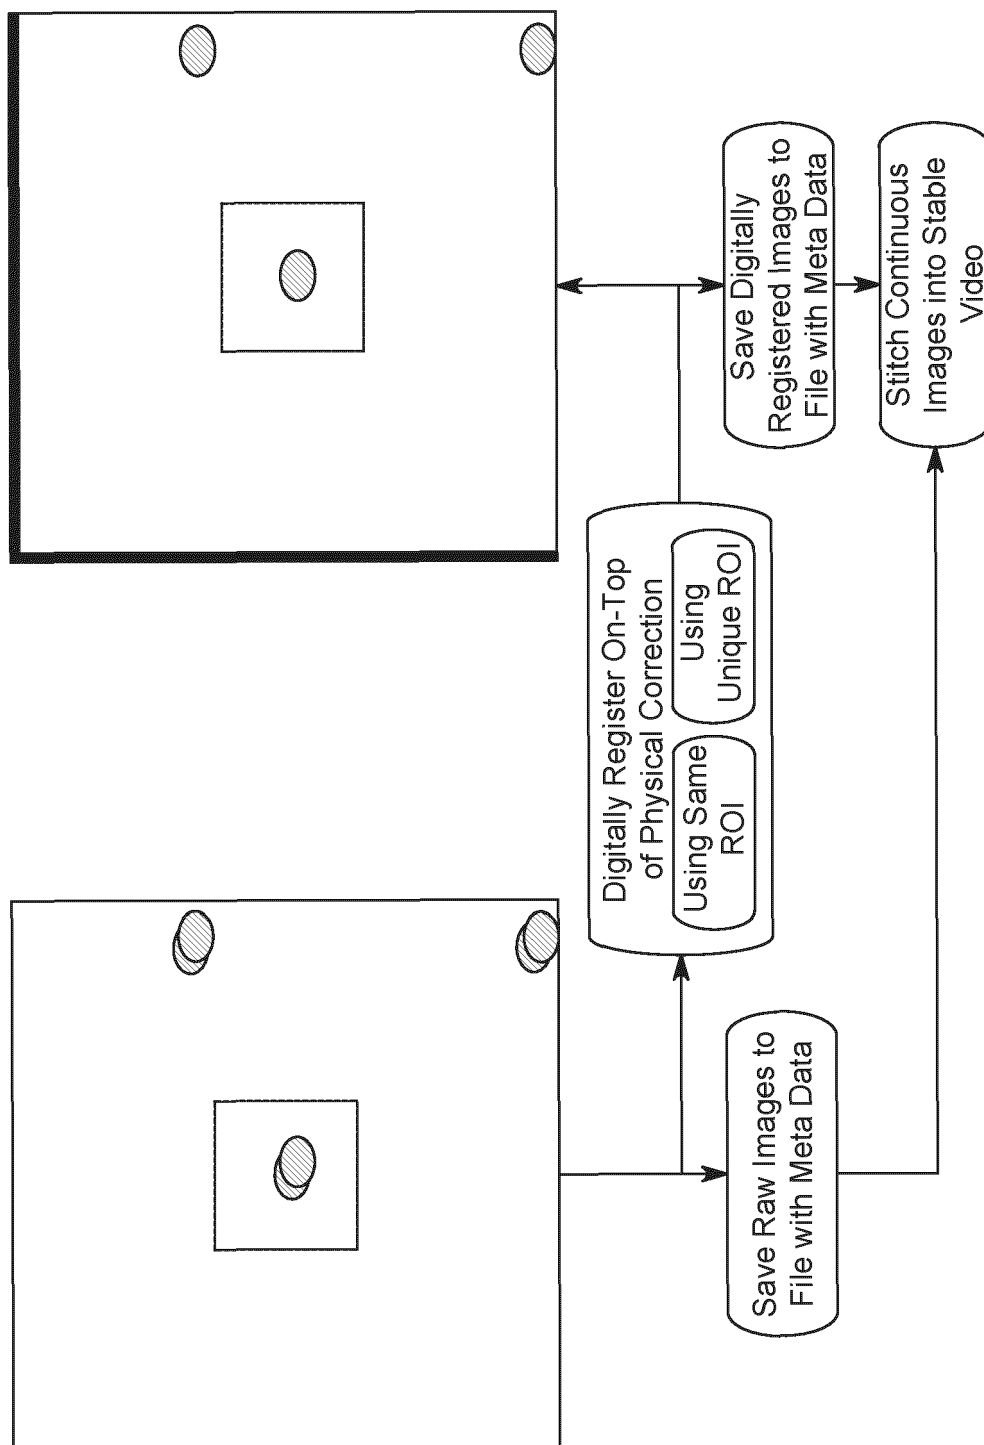 Save Raw Images to
File with Meta Data
Digitally Register On-Top
of Physical Correction
Using Same
ROI
Using
Unique ROI
Save Digitally
Registered Images to
File with Meta Data
Stitch Continuous
Images into Stable
Video